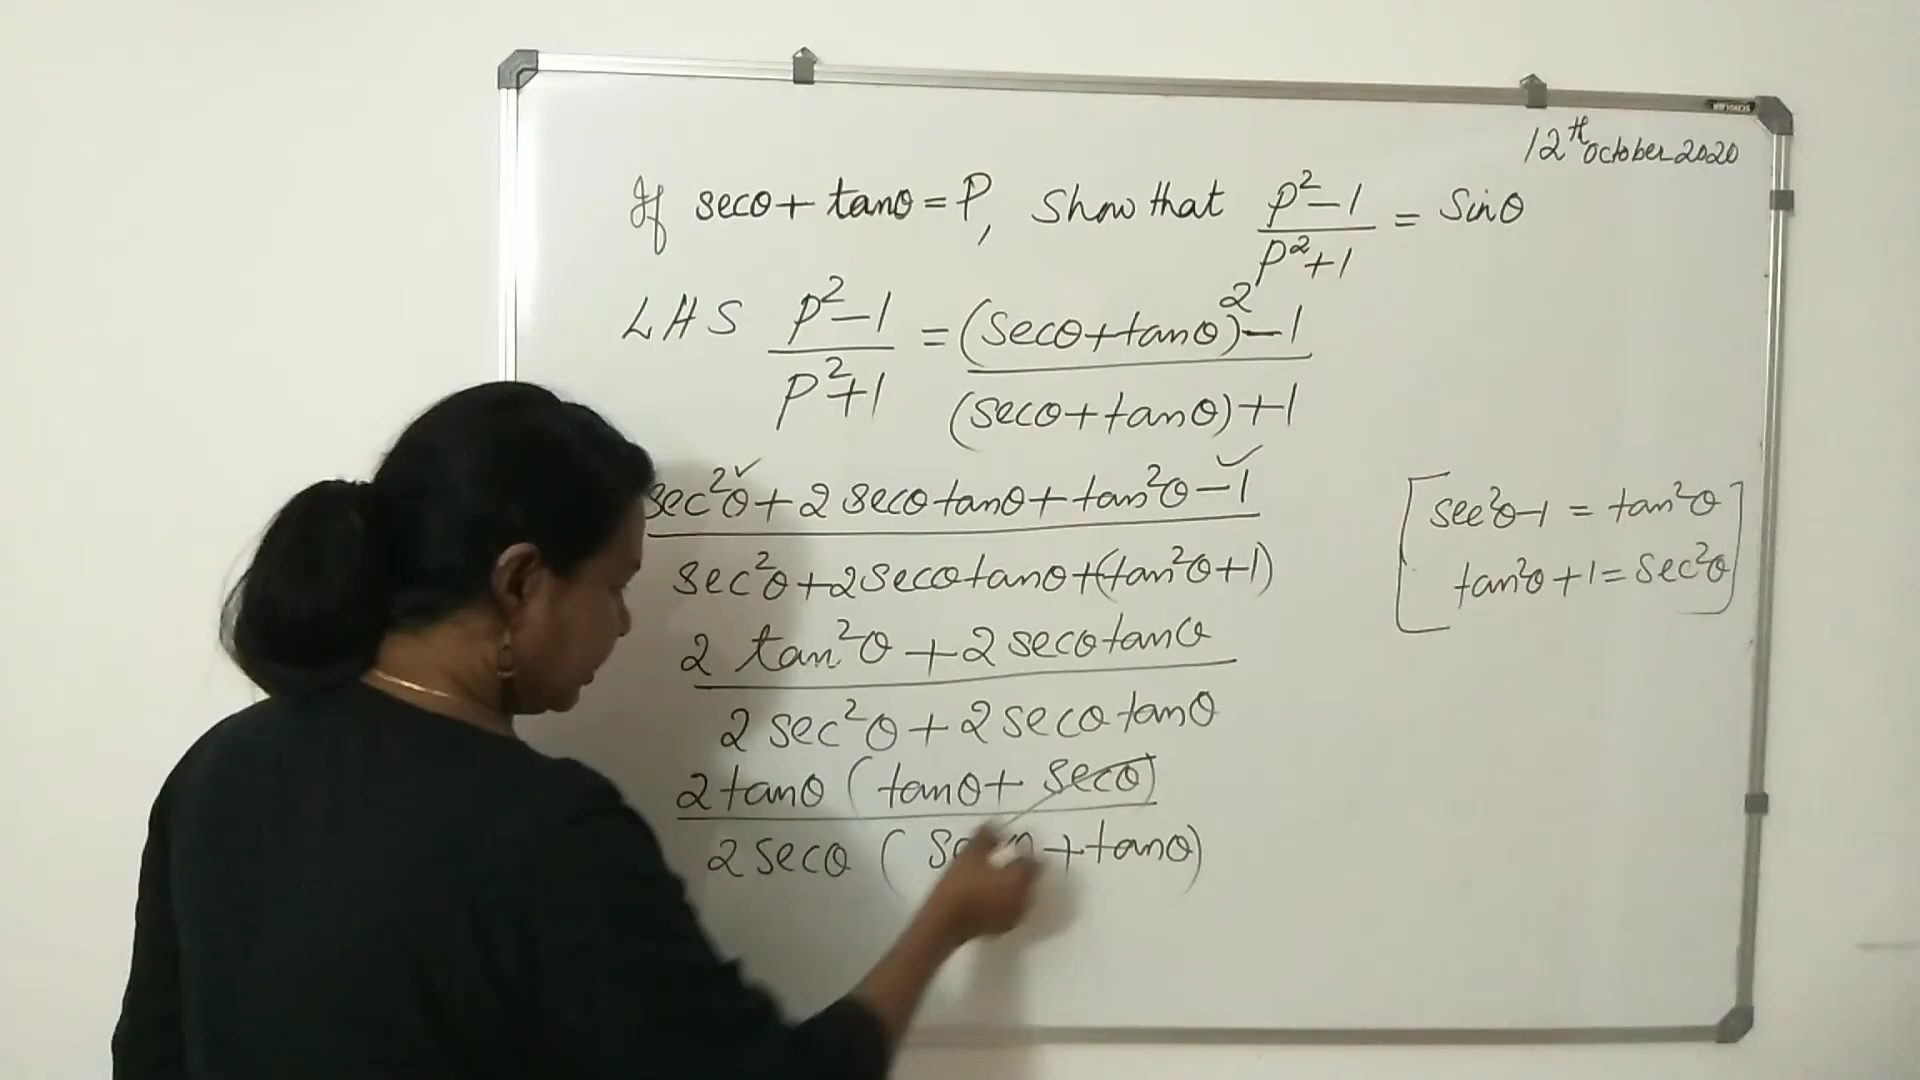 12th October 2020
If secθ + tanθ = P, Show that P²-1/P²+1 = Sinθ
LHS P²-1/P²+1 = (secθ+tanθ)²-1/(secθ+tanθ)+1
sec²θ+2secθtanθ+tan²θ-1/sec²θ+2secθtanθ+(tan²θ+1)
[sec²θ-1 = tan²θ
tan²θ+1 = sec²θ]
2tan²θ+2secθtanθ/2sec²θ+2secθtanθ
2tanθ(tanθ+secθ)/2secθ( +tanθ)